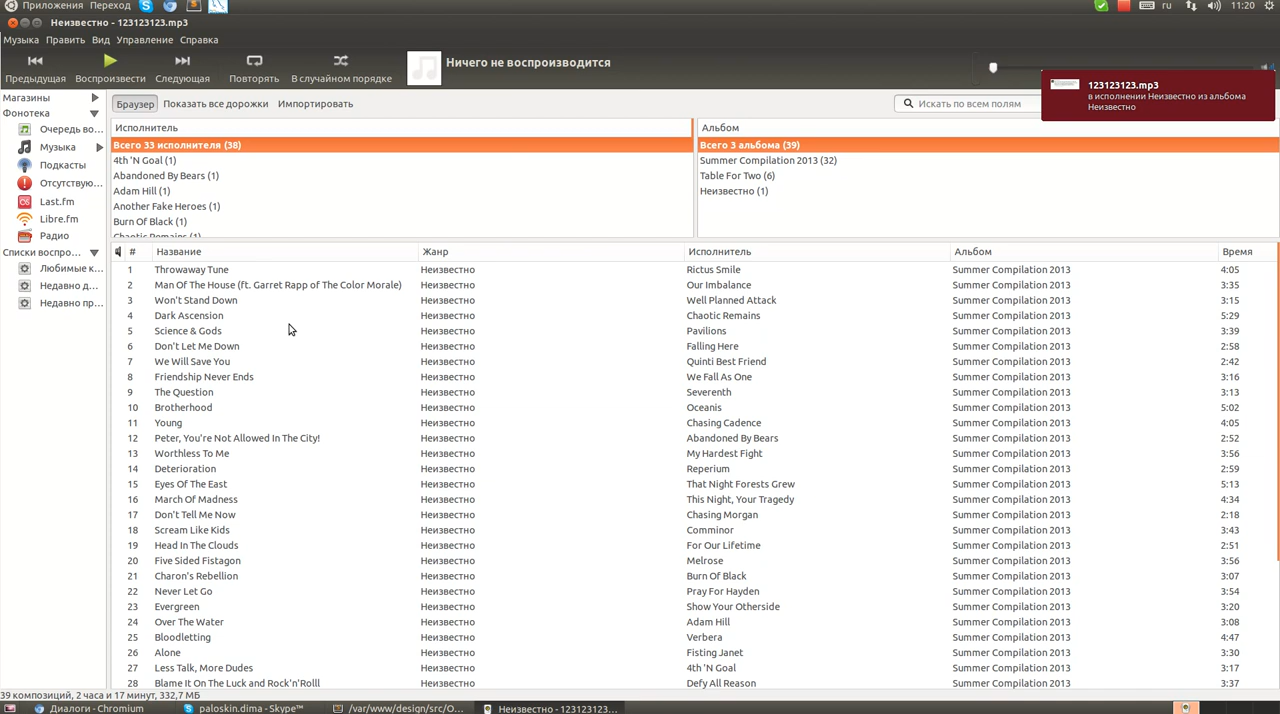 Приложения Переход ru 11:20
Неизвестно - 123123123.mp3
Музыка Править Вид Управление Справка
Предыдущая Воспроизвести Следующая Повторять В случайном порядке
Ничего не воспроизводится
123123123.mp3
в исполнении Неизвестно из альбома
Неизвестно
Магазины
Фонотека
Очередь во...
Музыка
Подкасты
Отсутствую...
Last.fm
Libre.fm
Радио
Списки воспро...
Любимые к...
Недавно д...
Недавно пр...
Браузер Показать все дорожки Импортировать Искать по всем полям
Исполнитель
Всего 33 исполнителя (38)
4th 'N Goal (1)
Abandoned By Bears (1)
Adam Hill (1)
Another Fake Heroes (1)
Burn Of Black (1)
Chaotic Remains (1)
Альбом
Всего 3 альбома (39)
Summer Compilation 2013 (32)
Table For Two (6)
Неизвестно (1)
# Название Жанр Исполнитель Альбом Время
1 Throwaway Tune Неизвестно Rictus Smile Summer Compilation 2013 4:05
2 Man Of The House (ft. Garret Rapp of The Color Morale) Неизвестно Our Imbalance Summer Compilation 2013 3:35
3 Won't Stand Down Неизвестно Well Planned Attack Summer Compilation 2013 3:15
4 Dark Ascension Неизвестно Chaotic Remains Summer Compilation 2013 5:29
5 Science & Gods Неизвестно Pavilions Summer Compilation 2013 3:39
6 Don't Let Me Down Неизвестно Falling Here Summer Compilation 2013 2:58
7 We Will Save You Неизвестно Quinti Best Friend Summer Compilation 2013 2:42
8 Friendship Never Ends Неизвестно We Fall As One Summer Compilation 2013 3:16
9 The Question Неизвестно Severenth Summer Compilation 2013 3:13
10 Brotherhood Неизвестно Oceanis Summer Compilation 2013 5:02
11 Young Неизвестно Chasing Cadence Summer Compilation 2013 4:05
12 Peter, You're Not Allowed In The City! Неизвестно Abandoned By Bears Summer Compilation 2013 2:52
13 Worthless To Me Неизвестно My Hardest Fight Summer Compilation 2013 3:56
14 Deterioration Неизвестно Reperium Summer Compilation 2013 2:59
15 Eyes Of The East Неизвестно That Night Forests Grew Summer Compilation 2013 5:13
16 March Of Madness Неизвестно This Night, Your Tragedy Summer Compilation 2013 4:34
17 Don't Tell Me Now Неизвестно Chasing Morgan Summer Compilation 2013 2:18
18 Scream Like Kids Неизвестно Comminor Summer Compilation 2013 3:43
19 Head In The Clouds Неизвестно For Our Lifetime Summer Compilation 2013 2:51
20 Five Sided Fistagon Неизвестно Melrose Summer Compilation 2013 3:56
21 Charon's Rebellion Неизвестно Burn Of Black Summer Compilation 2013 3:07
22 Never Let Go Неизвестно Pray For Hayden Summer Compilation 2013 3:54
23 Evergreen Неизвестно Show Your Otherside Summer Compilation 2013 3:20
24 Over The Water Неизвестно Adam Hill Summer Compilation 2013 3:08
25 Bloodletting Неизвестно Verbera Summer Compilation 2013 4:47
26 Alone Неизвестно Fisting Janet Summer Compilation 2013 3:30
27 Less Talk, More Dudes Неизвестно 4th 'N Goal Summer Compilation 2013 3:17
28 Blame It On The Luck and Rock'n'Rolll Неизвестно Defy All Reason Summer Compilation 2013 3:37
39 композиций, 2 часа и 17 минут, 332,7 МБ
Диалоги - Chromium paloskin.dima - Skype™ /var/www/design/src/O... Неизвестно - 123123...